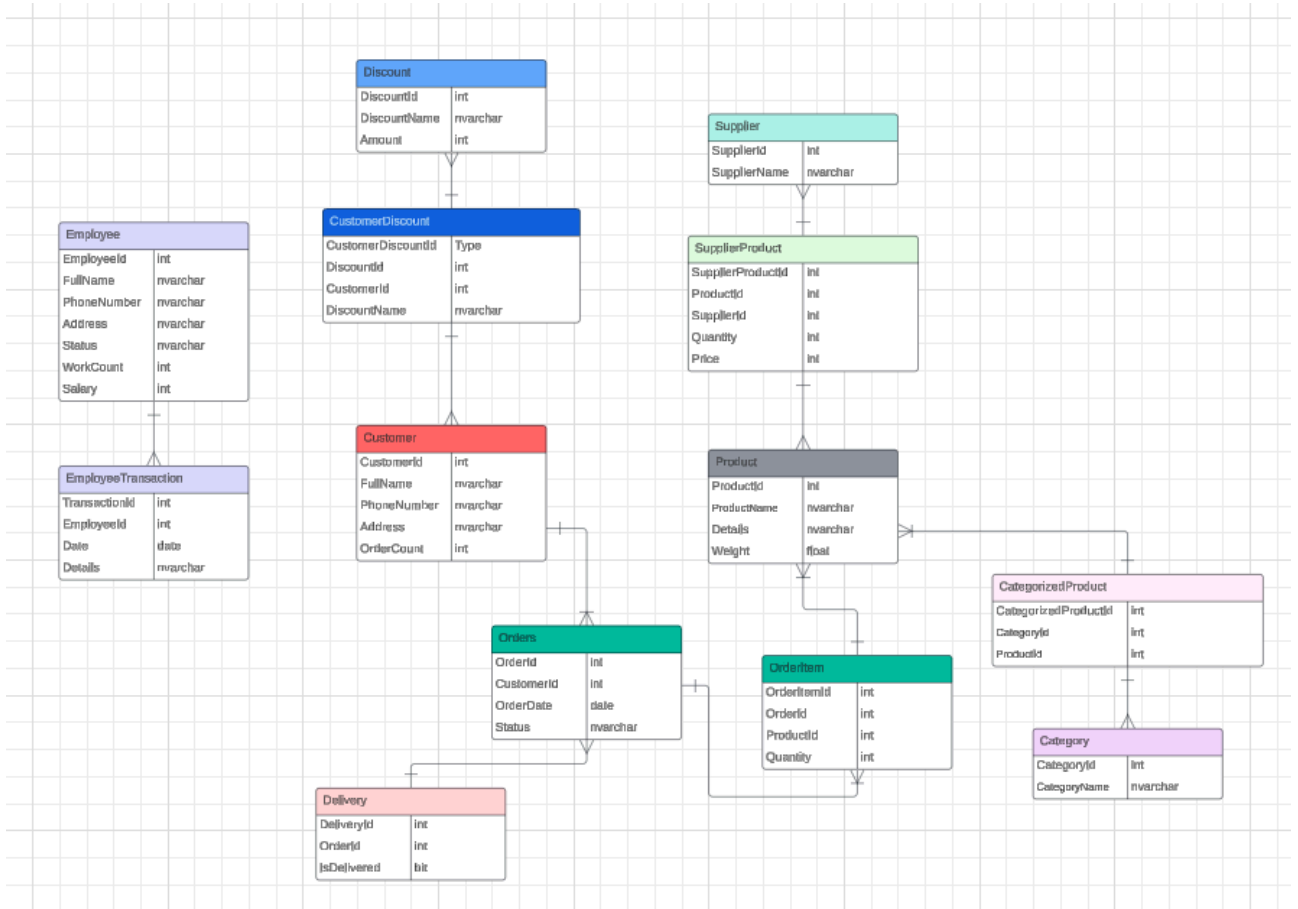 Discount
DiscountId int
DiscountName nvarchar
Amount int
Supplier
SupplierId int
SupplierName nvarchar
Employee
EmployeeId int
FullName nvarchar
PhoneNumber nvarchar
Address nvarchar
Status nvarchar
WorkCount int
Salary int
CustomerDiscount
CustomerDiscountId Type
DiscountId int
CustomerId int
DiscountName nvarchar
SupplierProduct
SupplierProductId int
ProductId int
SupplierId int
Quantity int
Price int
EmployeeTransaction
TransactionId int
EmployeeId int
Date date
Details nvarchar
Customer
CustomerId int
FullName nvarchar
PhoneNumber nvarchar
Address nvarchar
OrderCount int
Product
ProductId int
ProductName nvarchar
Details nvarchar
Weight float
CategorizedProduct
CategorizedProductId int
CategoryId int
ProductId int
Orders
OrderId int
CustomerId int
OrderDate date
Status nvarchar
OrderItem
OrderItemId int
OrderId int
ProductId int
Quantity int
Category
CategoryId int
CategoryName nvarchar
Delivery
DeliveryId int
OrderId int
IsDelivered bit